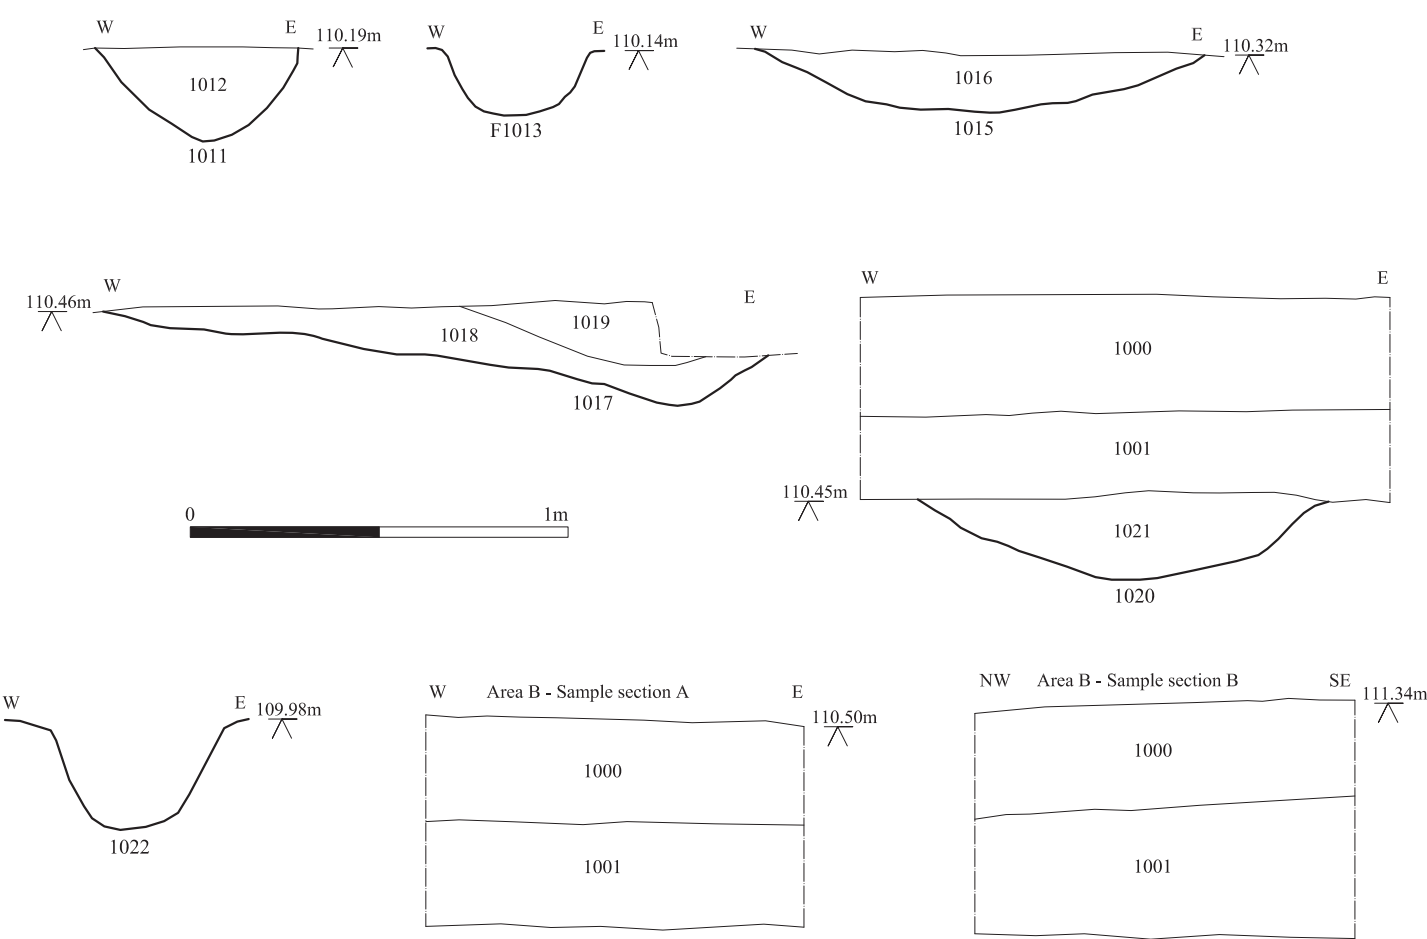 W E 110.19m
1012
1011
W E 110.14m
F1013
W E 110.32m
1016
1015
W
110.46m
E
1018
1019
1017
W E
1000
1001
110.45m
1021
1020
0 1m
W E 109.98m
1022
W Area B - Sample section A E
110.50m
1000
1001
NW Area B - Sample section B SE
111.34m
1000
1001